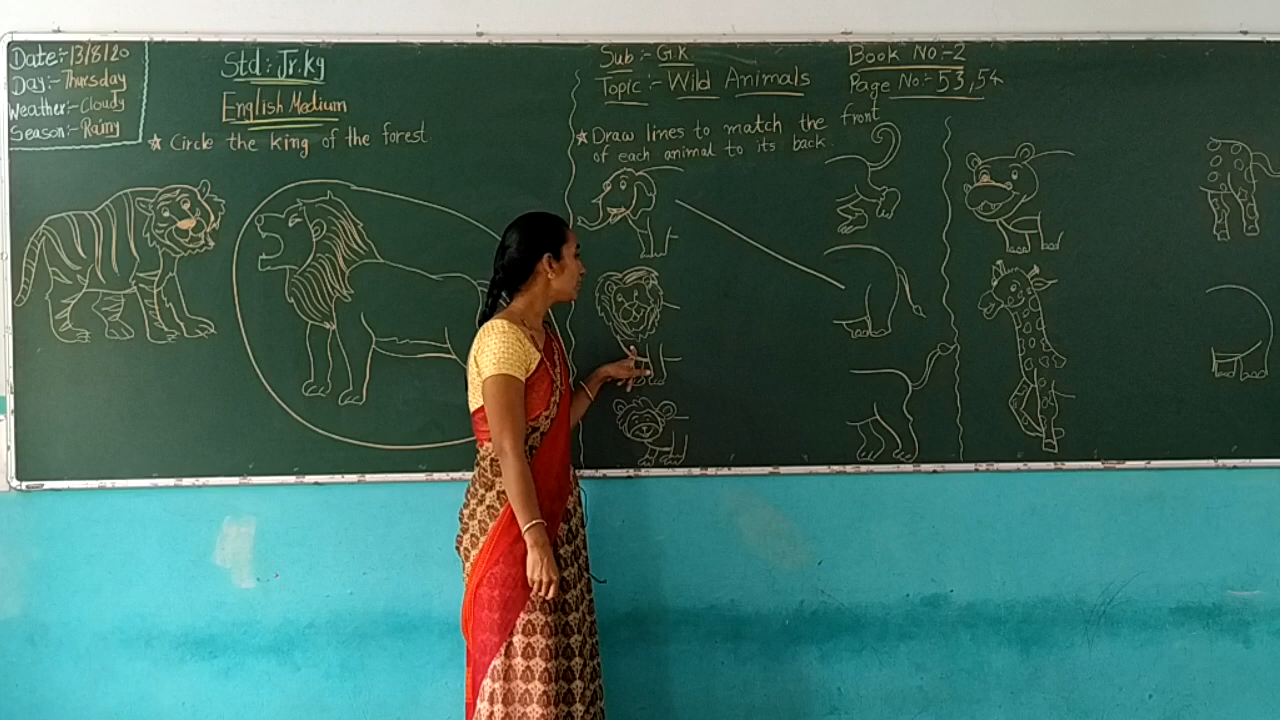 Date:-13/8/20
Day:- Thursday
Weather:- Cloudy
Season:- Rainy
Std:- Jr.kg
English Medium
★ Circle the king of the forest.
Sub:- G.K
Topic:- Wild Animals
Book No:-2
Page No:- 53,54
★ Draw lines to match the front
of each animal to its back.